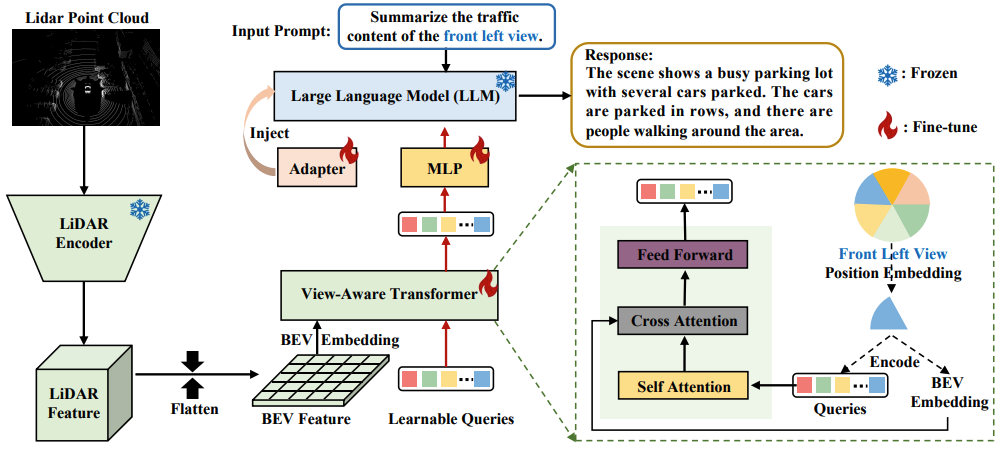 Lidar Point Cloud
Input Prompt:
Summarize the traffic
content of the front left view.
Response:
The scene shows a busy parking lot
with several cars parked. The cars
are parked in rows, and there are
people walking around the area.
: Frozen
: Fine-tune
Large Language Model (LLM)
Inject
Adapter
MLP
LiDAR
Encoder
View-Aware Transformer
BEV Embedding
LiDAR
Feature
Flatten
BEV Feature
Learnable Queries
Feed Forward
Cross Attention
Self Attention
Front Left View
Position Embedding
Encode
Queries
BEV
Embedding